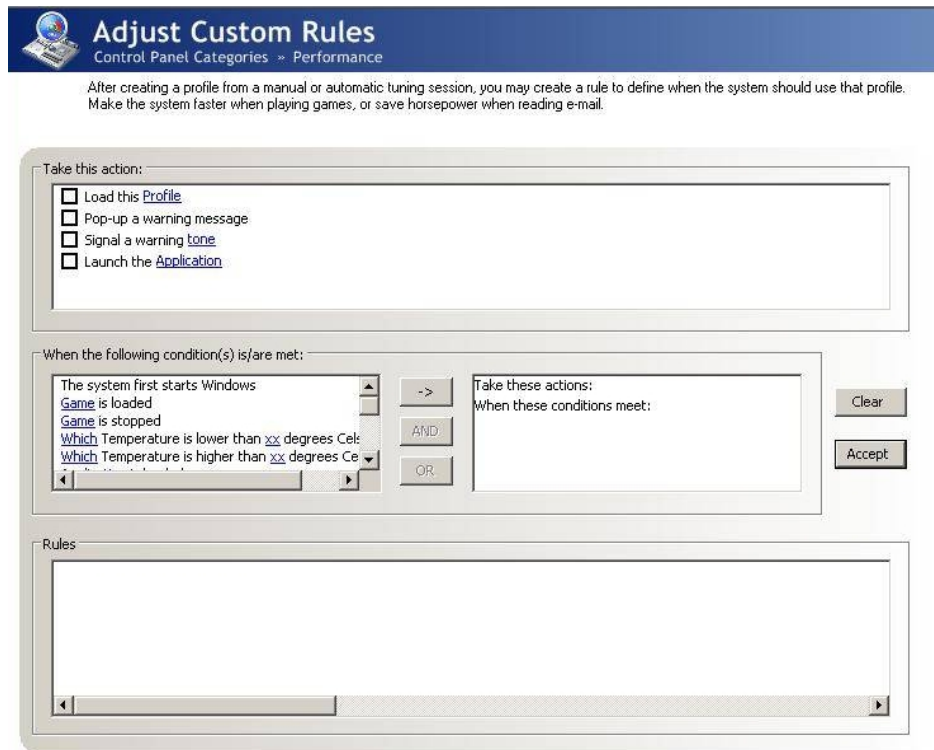 Adjust Custom Rules
Control Panel Categories » Performance
After creating a profile from a manual or automatic tuning session, you may create a rule to define when the system should use that profile.
Make the system faster when playing games, or save horsepower when reading e-mail.
Take this action:
Load this Profile
Pop-up a warning message
Signal a warning tone
Launch the Application
When the following condition(s) is/are met:
The system first starts Windows
Game is loaded
Game is stopped
Which Temperature is lower than xx degrees Cels
Which Temperature is higher than xx degrees Ce
->
AND
OR
Take these actions:
When these conditions meet:
Clear
Accept
Rules